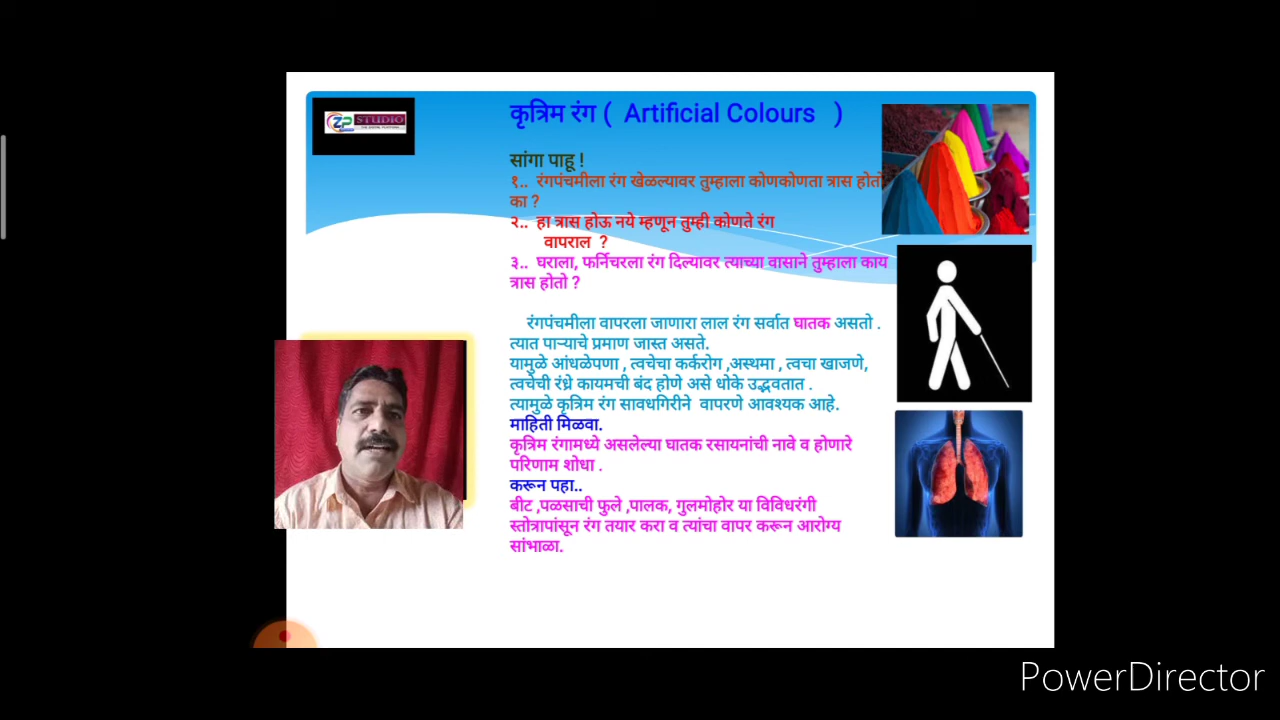 ZP STUDIO
कृत्रिम रंग ( Artificial Colours )
सांगा पाहू !
१.. रंगपंचमीला रंग खेळल्यावर तुम्हाला कोणकोणता त्रास होतो
का ?
२.. हा त्रास होऊ नये म्हणून तुम्ही कोणते रंग
वापराल ?
३.. घराला, फर्निचरला रंग दिल्यावर त्याच्या वासाने तुम्हाला काय
त्रास होतो ?
रंगपंचमीला वापरला जाणारा लाल रंग सर्वात घातक असतो .
त्यात पाऱ्याचे प्रमाण जास्त असते.
यामुळे आंधळेपणा , त्वचेचा कर्करोग ,अस्थमा , त्वचा खाजणे,
त्वचेची रंध्रे कायमची बंद होणे असे धोके उद्भवतात .
त्यामुळे कृत्रिम रंग सावधगिरीने वापरणे आवश्यक आहे.
माहिती मिळवा.
कृत्रिम रंगामध्ये असलेल्या घातक रसायनांची नावे व होणारे
परिणाम शोधा .
करून पहा..
बीट ,पळसाची फुले ,पालक, गुलमोहोर या विविधरंगी
स्तोत्रापांसून रंग तयार करा व त्यांचा वापर करून आरोग्य
सांभाळा.
PowerDirector